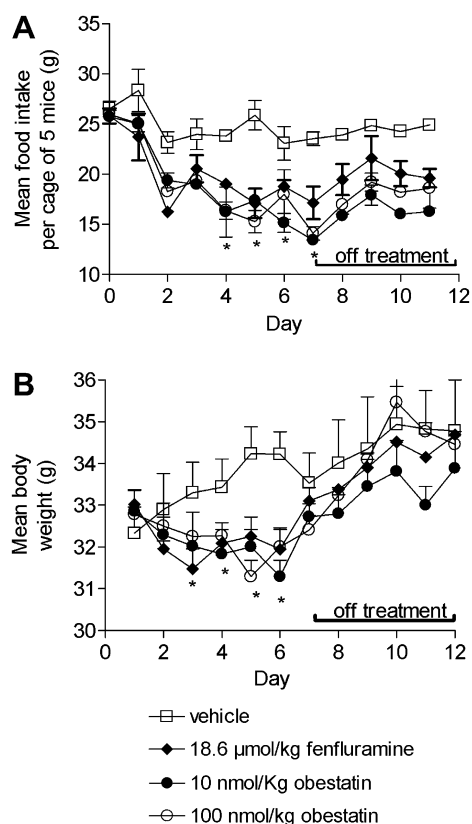 A
Mean food intake
per cage of 5 mice (g)
35
30
25
20
15
10
* * * *
off treatment
0 2 4 6 8 10 12
Day
B
Mean body
weight (g)
36
35
34
33
32
31
30
* * * *
off treatment
0 2 4 6 8 10 12
Day
vehicle
18.6 µmol/kg fenfluramine
10 nmol/Kg obestatin
100 nmol/kg obestatin